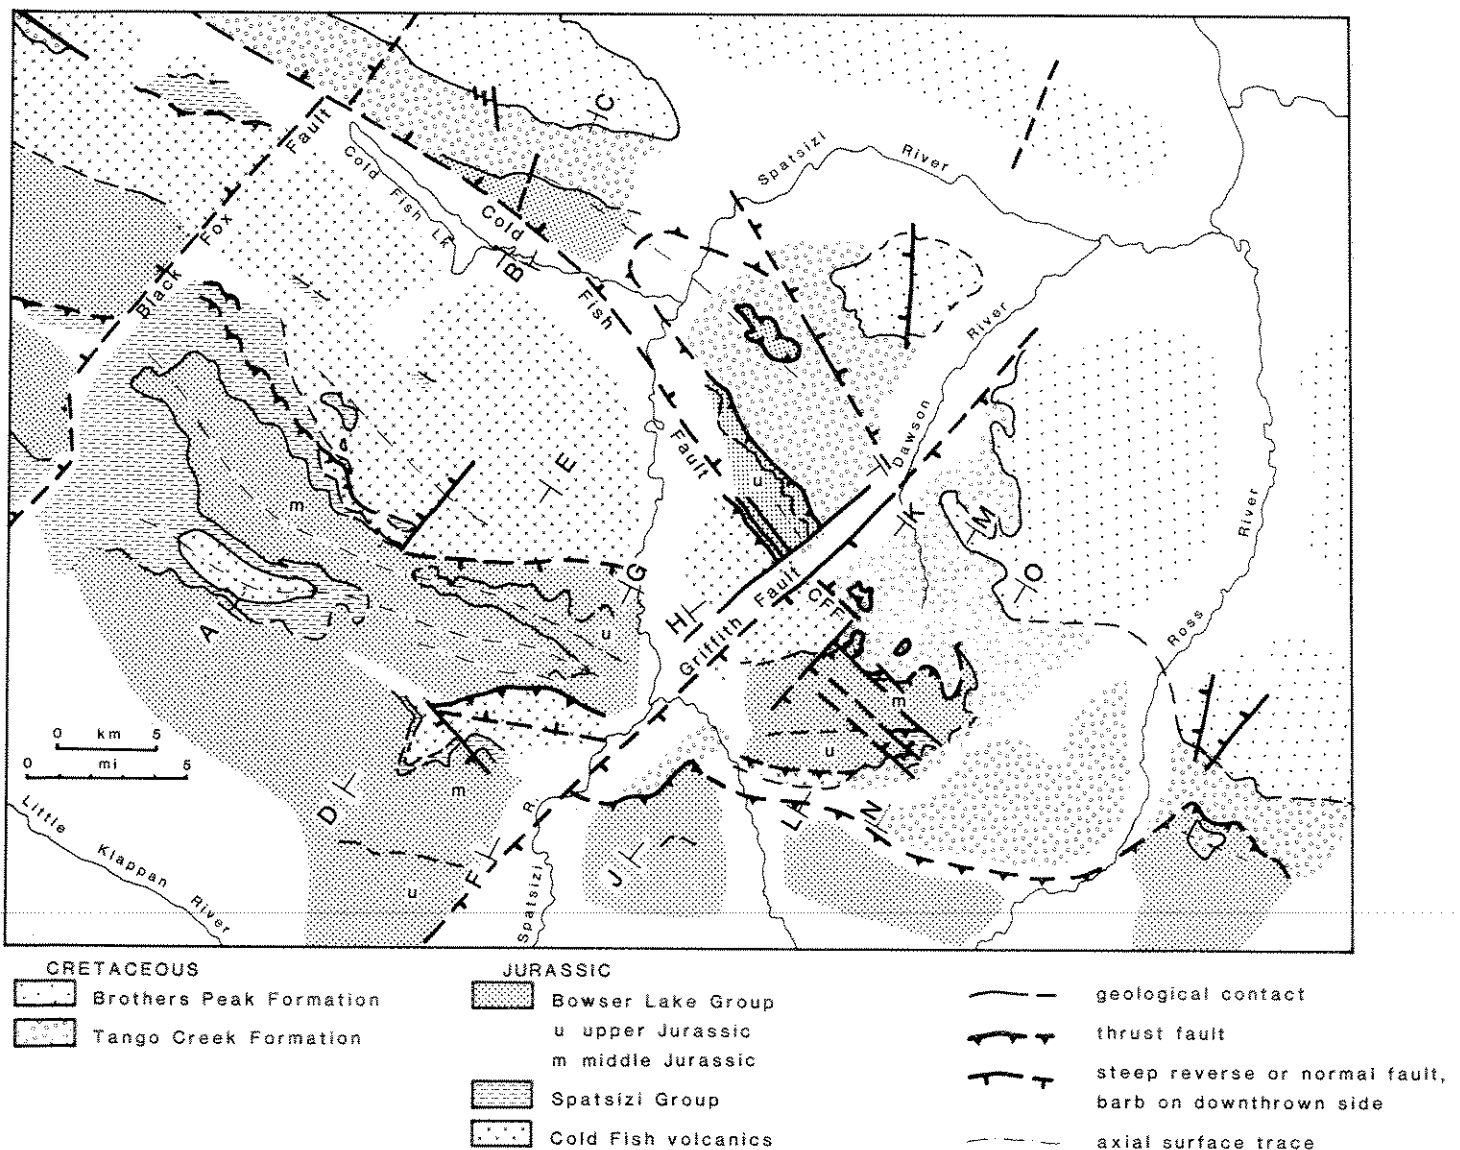 C
Spatsizi River
Black Fox Fault
Cold Fish Lk
B
Cold Fish Fault
River
Dawson
m
E
u
K
M
O
River
Ross
A
G
H
Griffith Fault
CFF
u
m
u
0 km 5
0 mi 5
D
m
LA
N
Little Klappan River
F
R.
Spatsizi
J
u
CRETACEOUS
Brothers Peak Formation
Tango Creek Formation
JURASSIC
Bowser Lake Group
u upper Jurassic
m middle Jurassic
Spatsizi Group
Cold Fish volcanics
geological contact
thrust fault
steep reverse or normal fault,
barb on downthrown side
axial surface trace